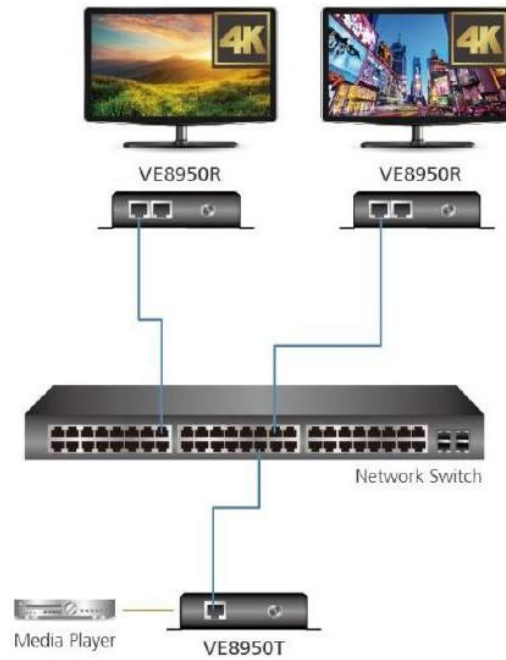 4K
4K
VE8950R
VE8950R
Network Switch
Media Player
VE8950T